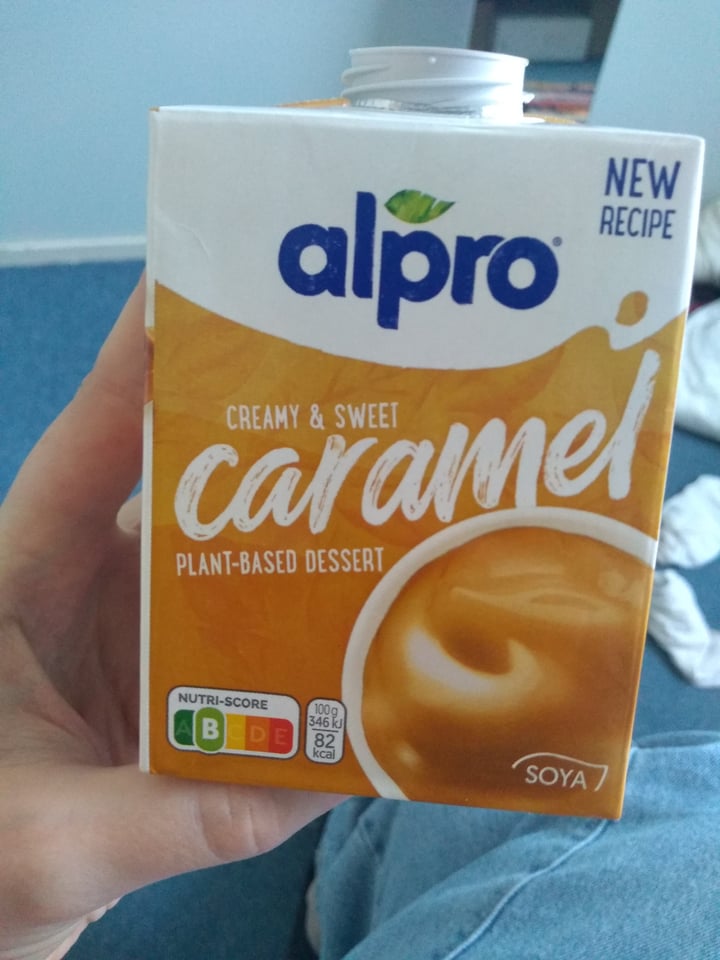 NEW
RECIPE
alpro®
CREAMY & SWEET
caramel
PLANT-BASED DESSERT
NUTRI-SCORE
A B C D E
100g
346 kJ
82
kcal
SOYA